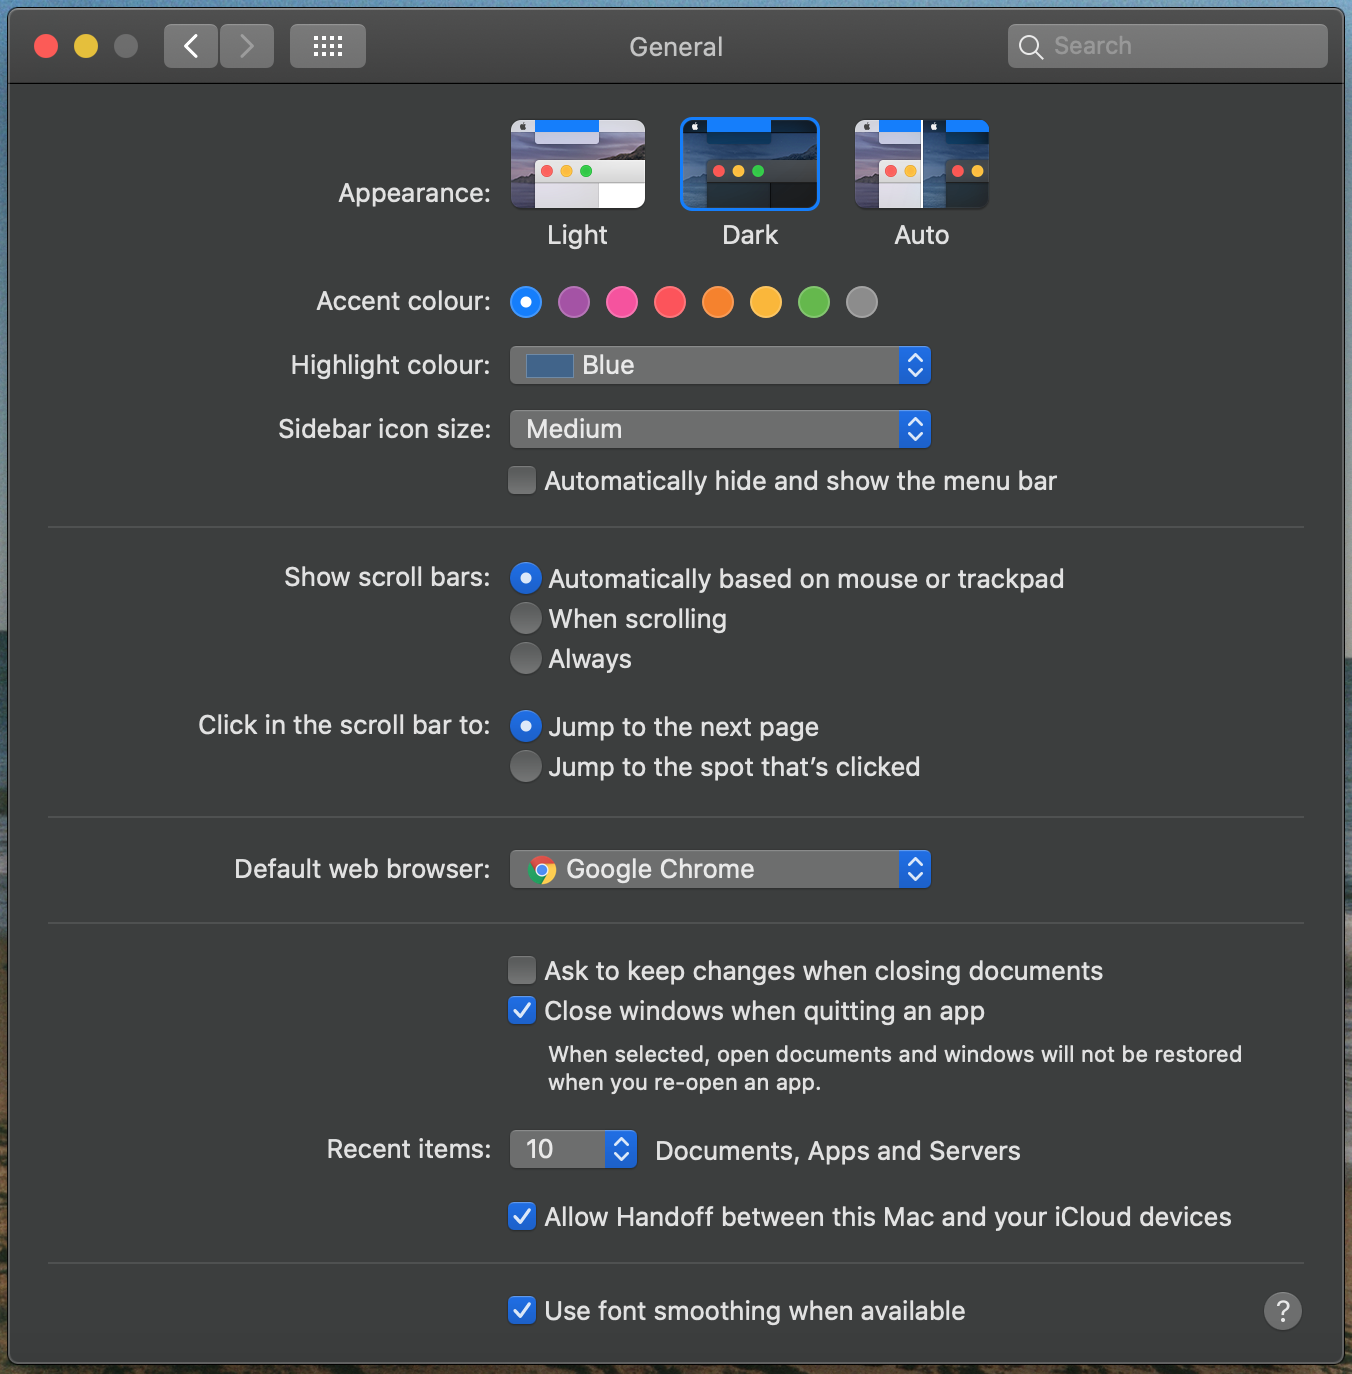 General
Search
Appearance:
Light
Dark
Auto
Accent colour:
Highlight colour:
Blue
Sidebar icon size:
Medium
Automatically hide and show the menu bar
Show scroll bars:
Automatically based on mouse or trackpad
When scrolling
Always
Click in the scroll bar to:
Jump to the next page
Jump to the spot that’s clicked
Default web browser:
Google Chrome
Ask to keep changes when closing documents
Close windows when quitting an app
When selected, open documents and windows will not be restored
when you re-open an app.
Recent items:
10
Documents, Apps and Servers
Allow Handoff between this Mac and your iCloud devices
Use font smoothing when available
?